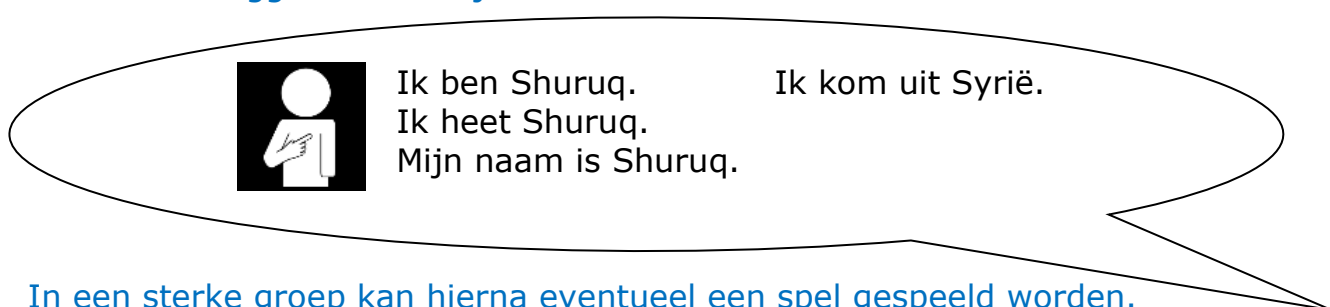 Ik ben Shuruq. Ik kom uit Syrië.
Ik heet Shuruq.
Mijn naam is Shuruq.
In een sterke groep kan hierna eventueel een spel gespeeld worden.